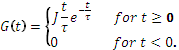 G(t) = { J t/τ e^(-t/τ) for t ≥ 0
0 for t < 0.